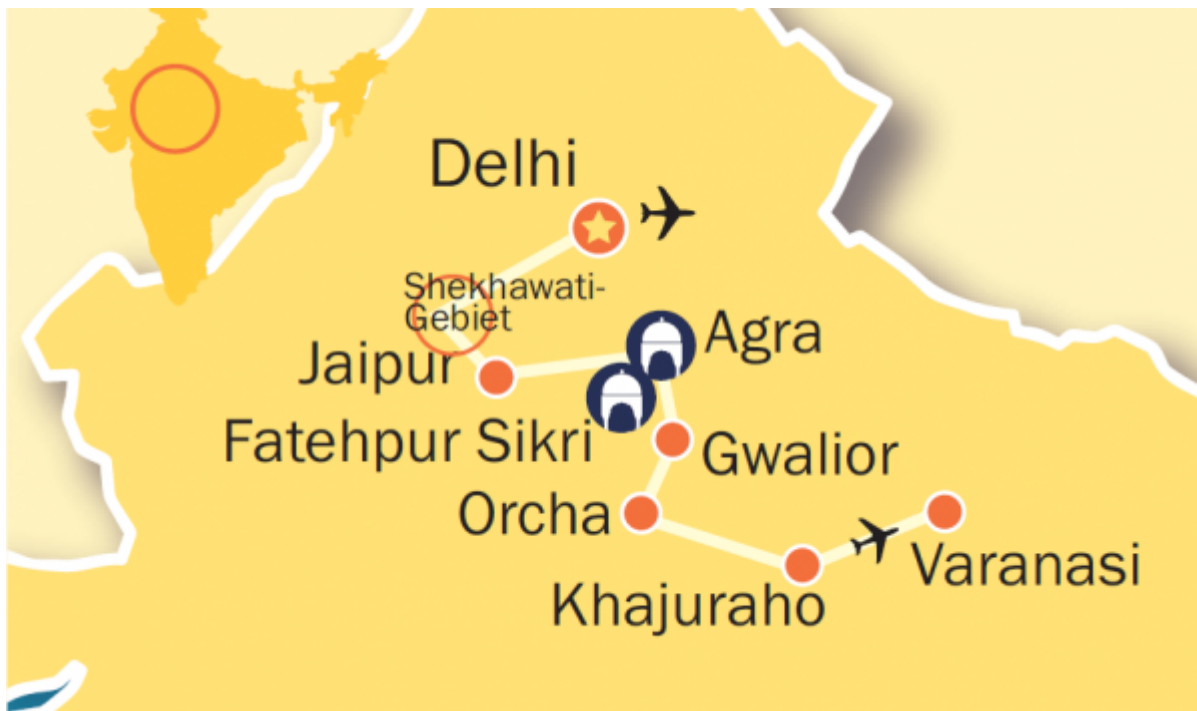 Delhi
Shekhawati-
Gebiet
Agra
Jaipur
Fatehpur Sikri
Gwalior
Orcha
Varanasi
Khajuraho